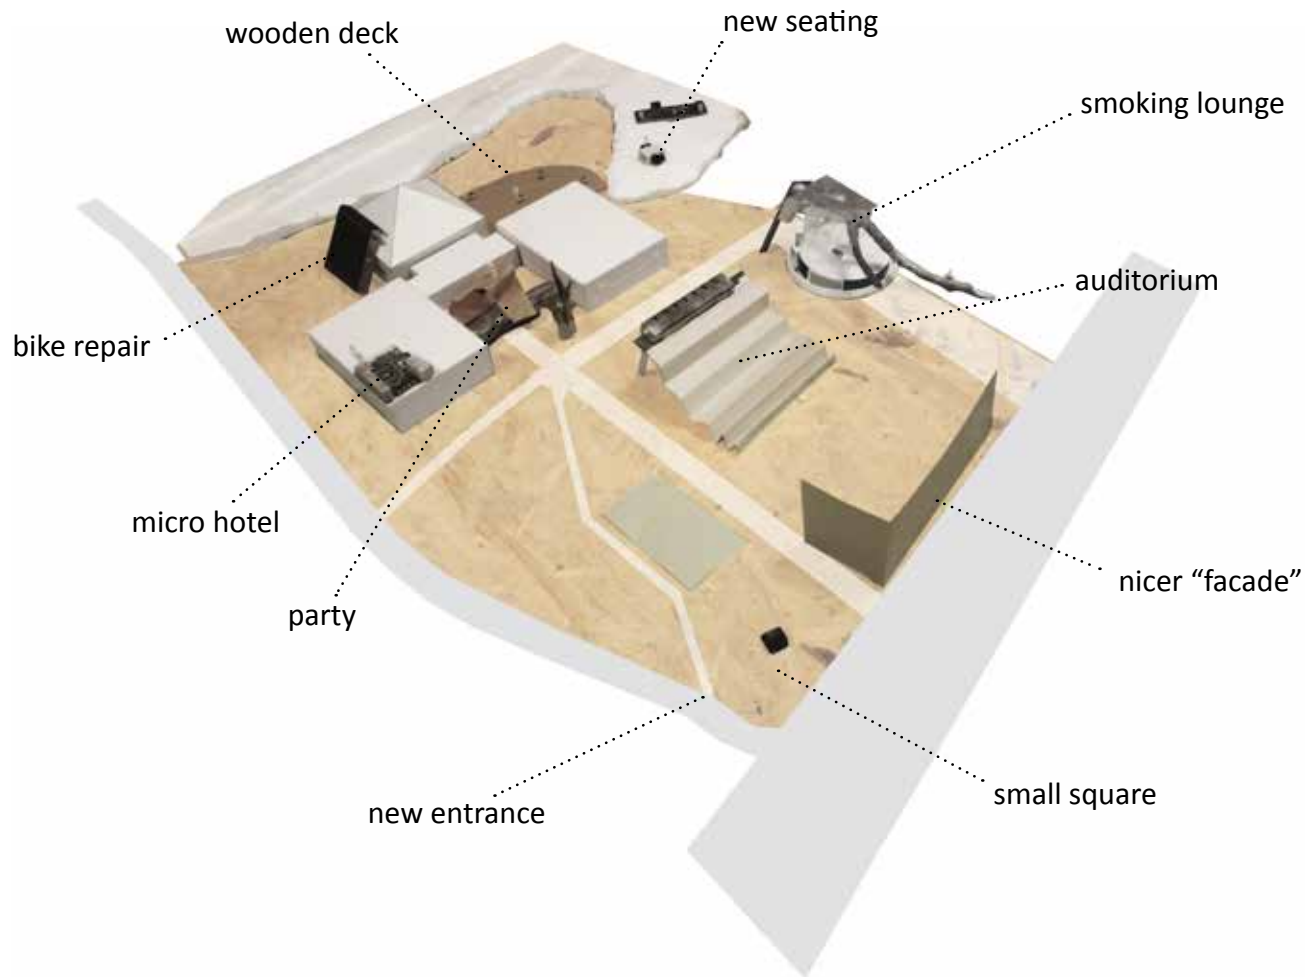 new seating
wooden deck
smoking lounge
auditorium
bike repair
micro hotel
nicer “facade”
party
small square
new entrance